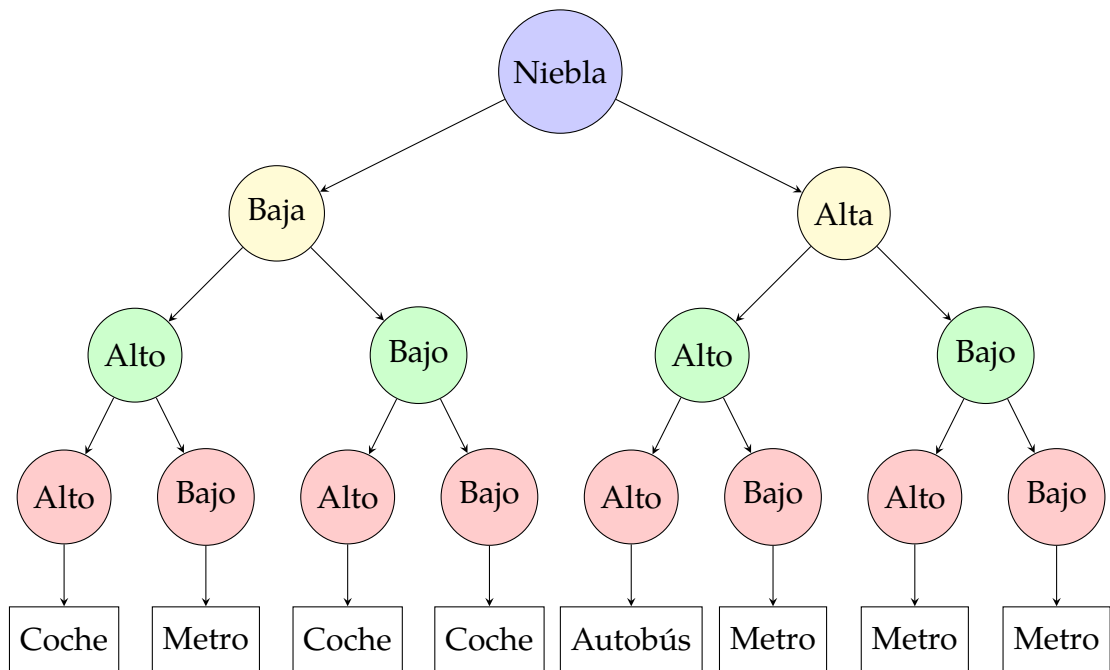 Niebla
Baja
Alta
Alto
Bajo
Alto
Bajo
Alto
Bajo
Alto
Bajo
Alto
Bajo
Alto
Bajo
Coche
Metro
Coche
Coche
Autobús
Metro
Metro
Metro